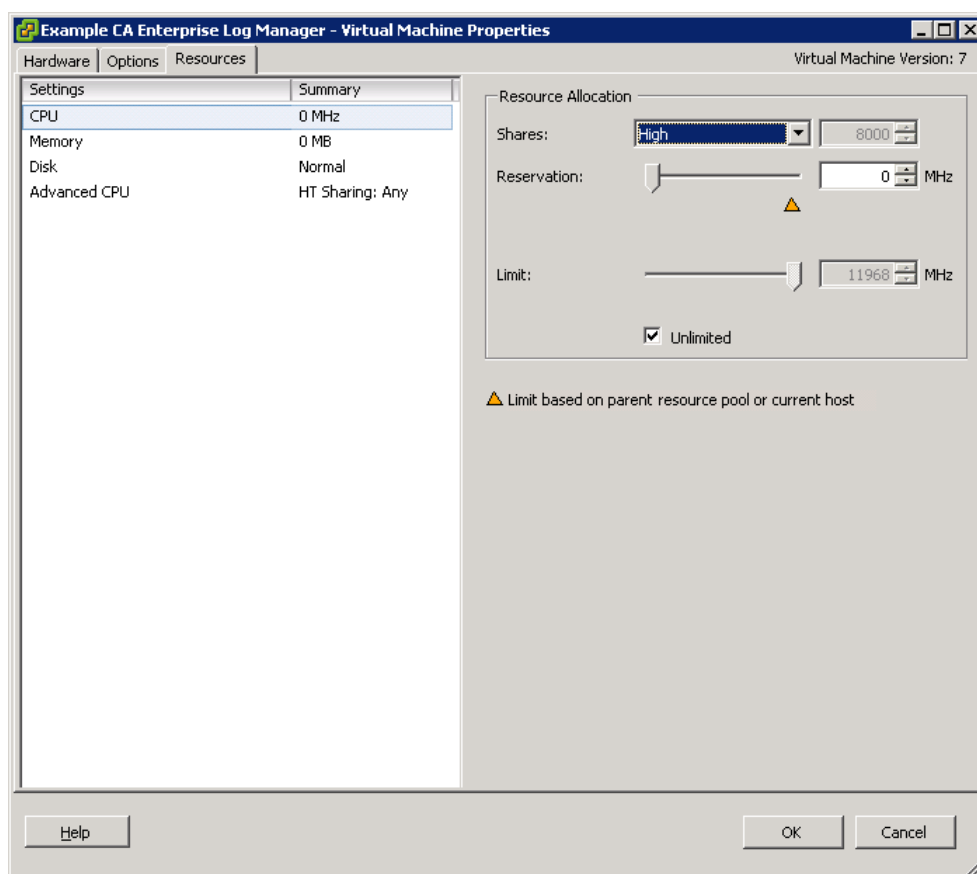 Example CA Enterprise Log Manager - Virtual Machine Properties
Hardware Options Resources Virtual Machine Version: 7
Settings Summary
CPU 0 MHz
Memory 0 MB
Disk Normal
Advanced CPU HT Sharing: Any
Resource Allocation
Shares: High 8000
Reservation: 0 MHz
Limit: 11968 MHz
Unlimited
Limit based on parent resource pool or current host
Help OK Cancel